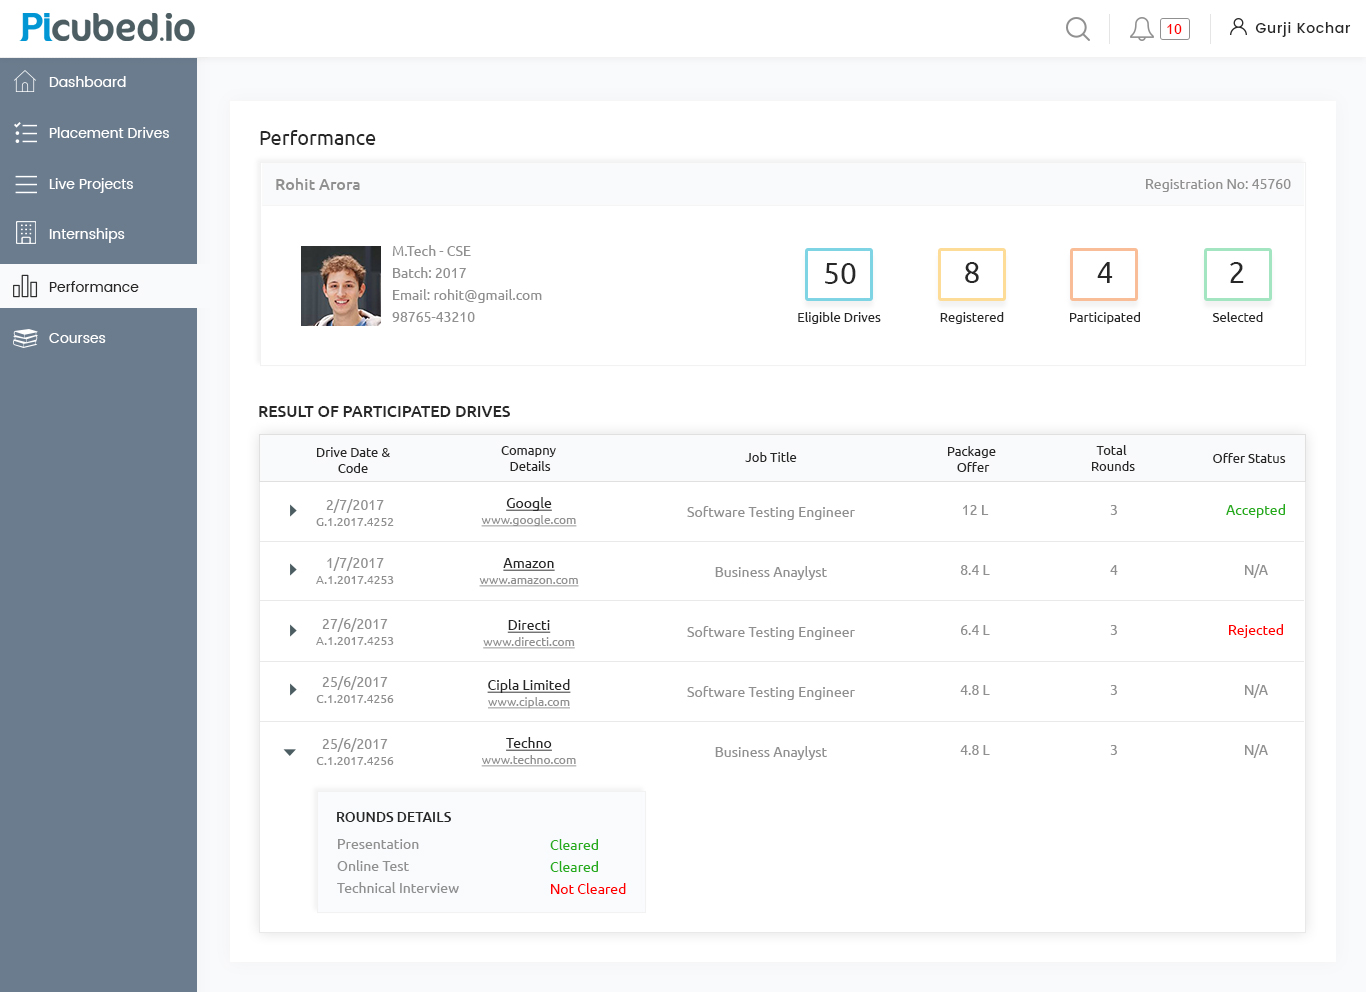 Picubed.io
10
Gurji Kochar
Dashboard
Placement Drives
Live Projects
Internships
Performance
Courses
Performance
Rohit Arora
Registration No: 45760
M.Tech - CSE
Batch: 2017
Email: rohit@gmail.com
98765-43210
50
Eligible Drives
8
Registered
4
Participated
2
Selected
RESULT OF PARTICIPATED DRIVES
Drive Date &
Code
Comapny
Details
Job Title
Package
Offer
Total
Rounds
Offer Status
2/7/2017
G.1.2017.4252
Google
www.google.com
Software Testing Engineer
12 L
3
Accepted
1/7/2017
A.1.2017.4253
Amazon
www.amazon.com
Business Anaylyst
8.4 L
4
N/A
27/6/2017
A.1.2017.4253
Directi
www.directi.com
Software Testing Engineer
6.4 L
3
Rejected
25/6/2017
C.1.2017.4256
Cipla Limited
www.cipla.com
Software Testing Engineer
4.8 L
3
N/A
25/6/2017
C.1.2017.4256
Techno
www.techno.com
Business Anaylyst
4.8 L
3
N/A
ROUNDS DETAILS
Presentation Cleared
Online Test Cleared
Technical Interview Not Cleared